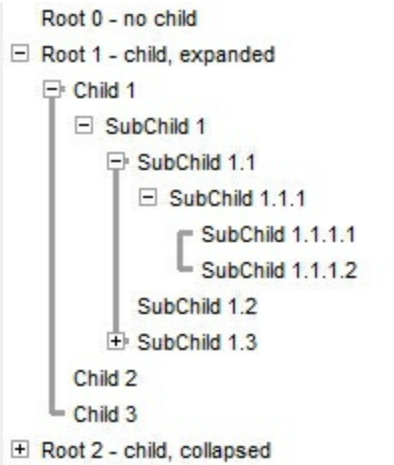 Root 0 - no child
Root 1 - child, expanded
Child 1
SubChild 1
SubChild 1.1
SubChild 1.1.1
SubChild 1.1.1.1
SubChild 1.1.1.2
SubChild 1.2
SubChild 1.3
Child 2
Child 3
Root 2 - child, collapsed